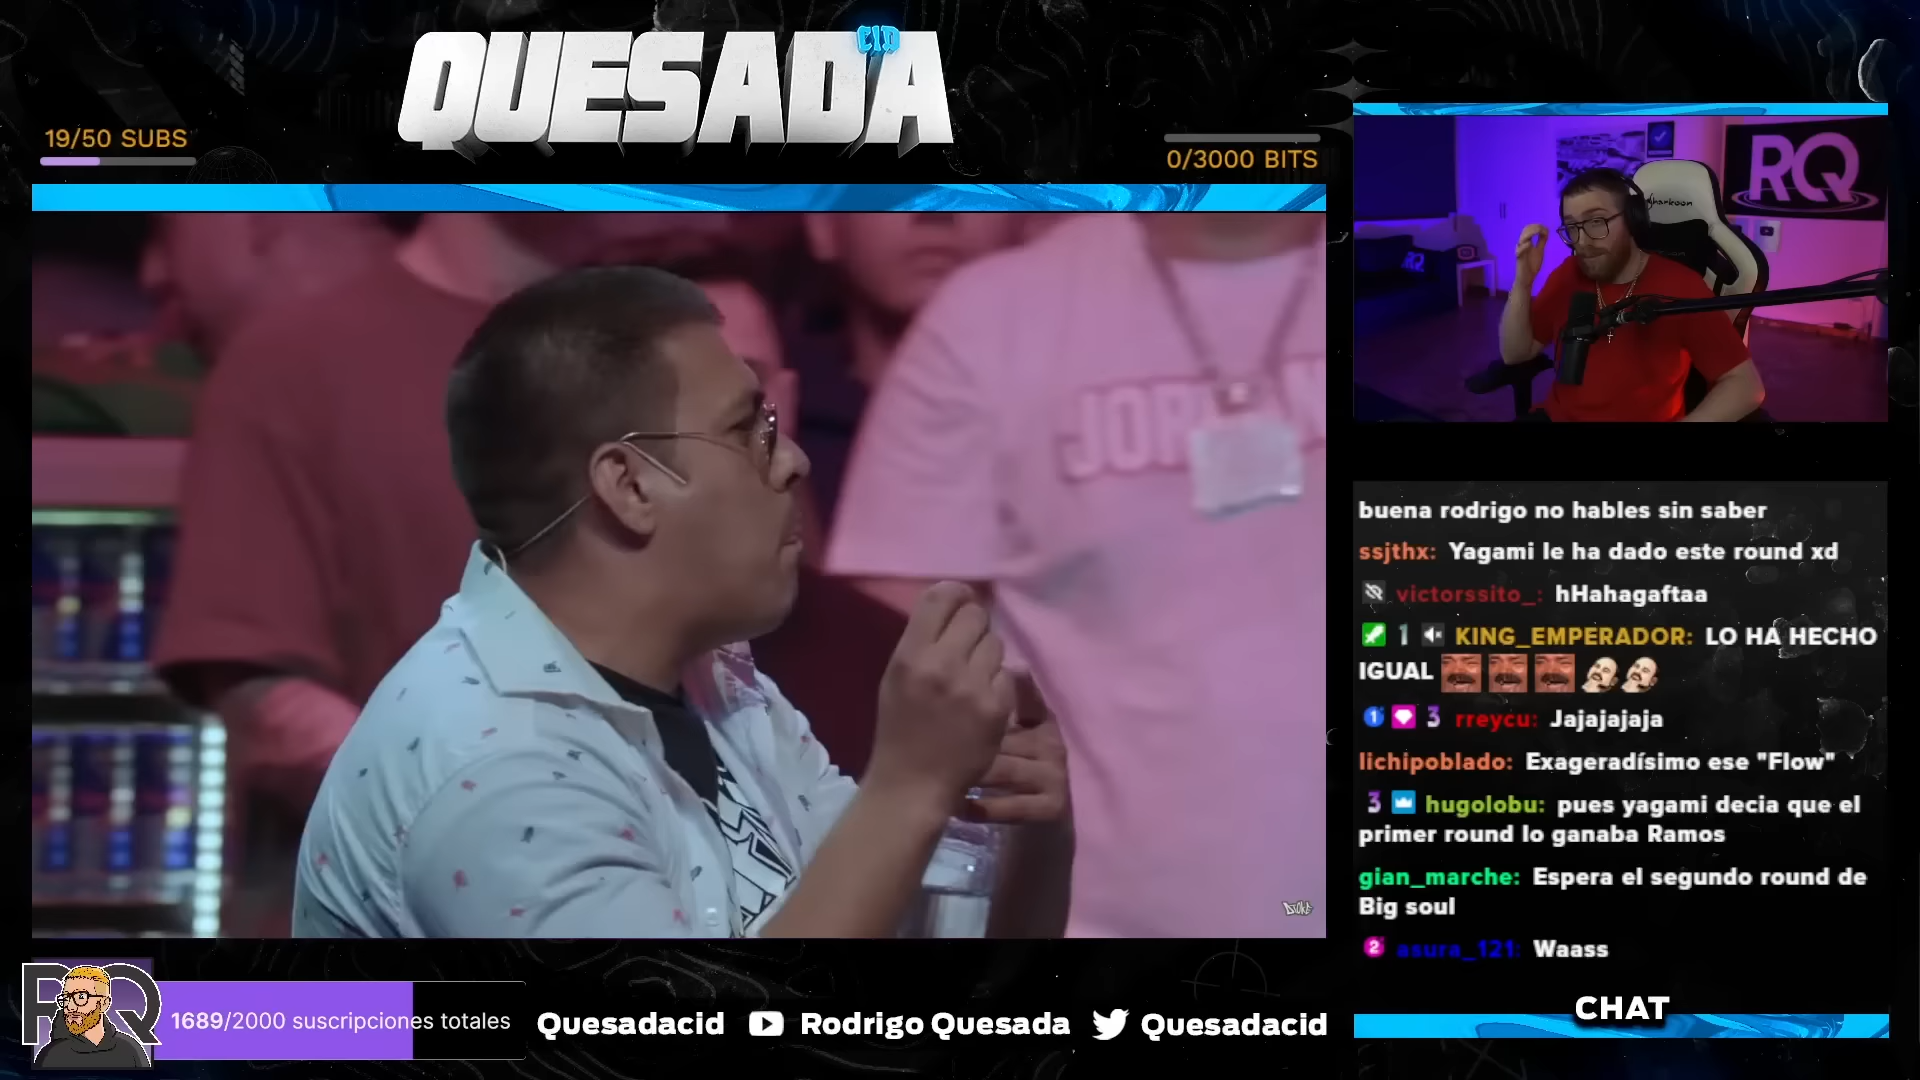 QUESADA
CID
19/50 SUBS
0/3000 BITS
RQ
buena rodrigo no hables sin saber
ssjthx: Yagami le ha dado este round xd
victorssito_: hHahagaftaa
1 KING_EMPERADOR: LO HA HECHO
IGUAL
3 rreycu: Jajajajaja
lichipoblado: Exageradísimo ese "Flow"
3 hugolobu: pues yagami decia que el
primer round lo ganaba Ramos
gian_marche: Espera el segundo round de
Big soul
2 asura_121: Waass
CHAT
RQ
1689/2000 suscripciones totales
Quesadacid
Rodrigo Quesada
Quesadacid